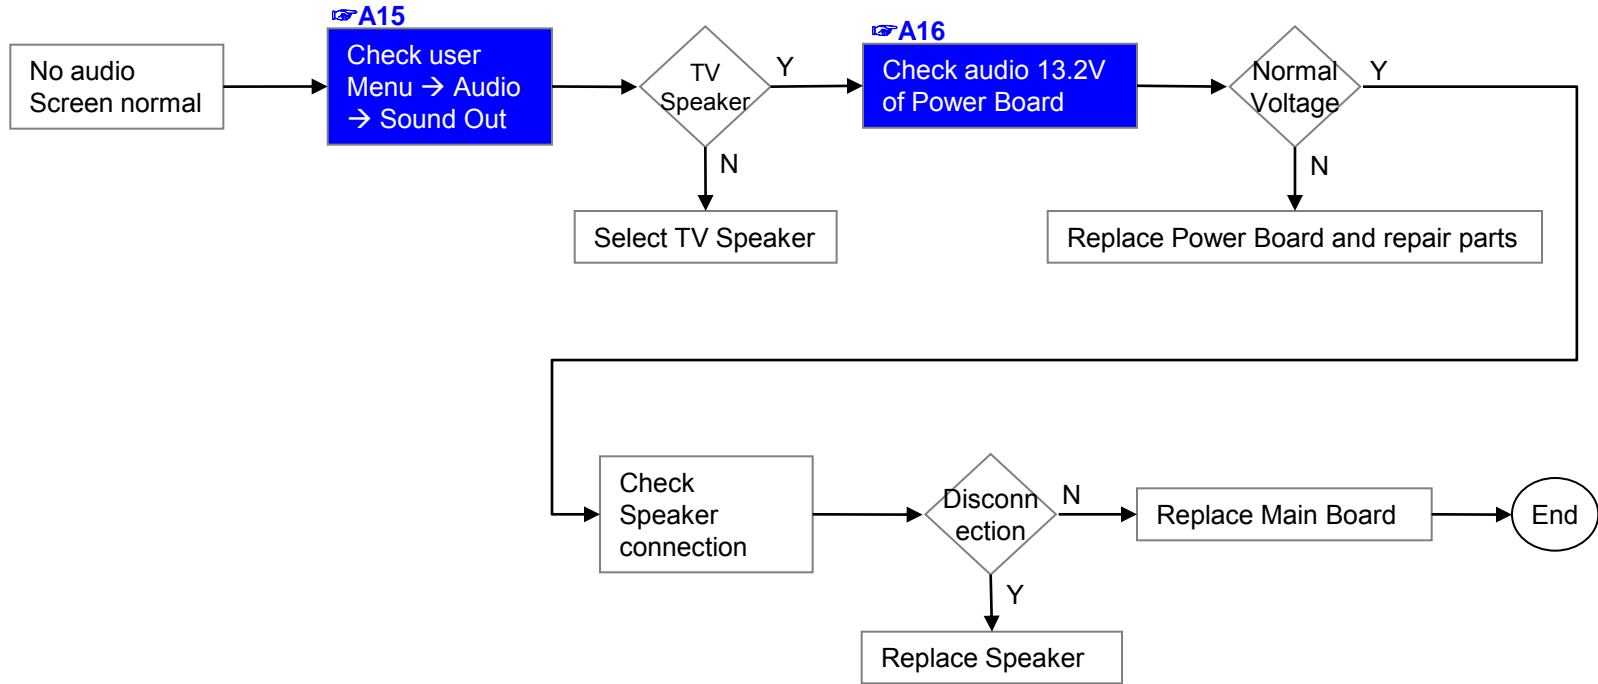 ☞A15
No audio
Screen normal
Check user
Menu → Audio
→ Sound Out
TV
Speaker
Y
N
Select TV Speaker
☞A16
Check audio 13.2V
of Power Board
Normal
Voltage
Y
N
Replace Power Board and repair parts
Check
Speaker
connection
Disconn
ection
N
Y
Replace Main Board
End
Replace Speaker